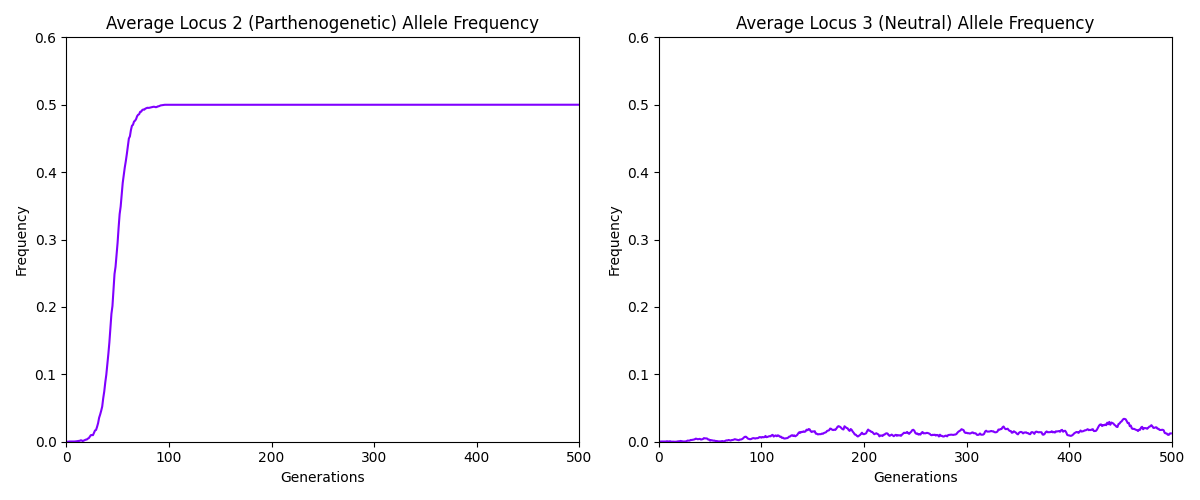 Average Locus 2 (Parthenogenetic) Allele Frequency
Frequency
0.6
0.5
0.4
0.3
0.2
0.1
0.0
0 100 200 300 400 500
Generations
Average Locus 3 (Neutral) Allele Frequency
Frequency
0.6
0.5
0.4
0.3
0.2
0.1
0.0
0 100 200 300 400 500
Generations